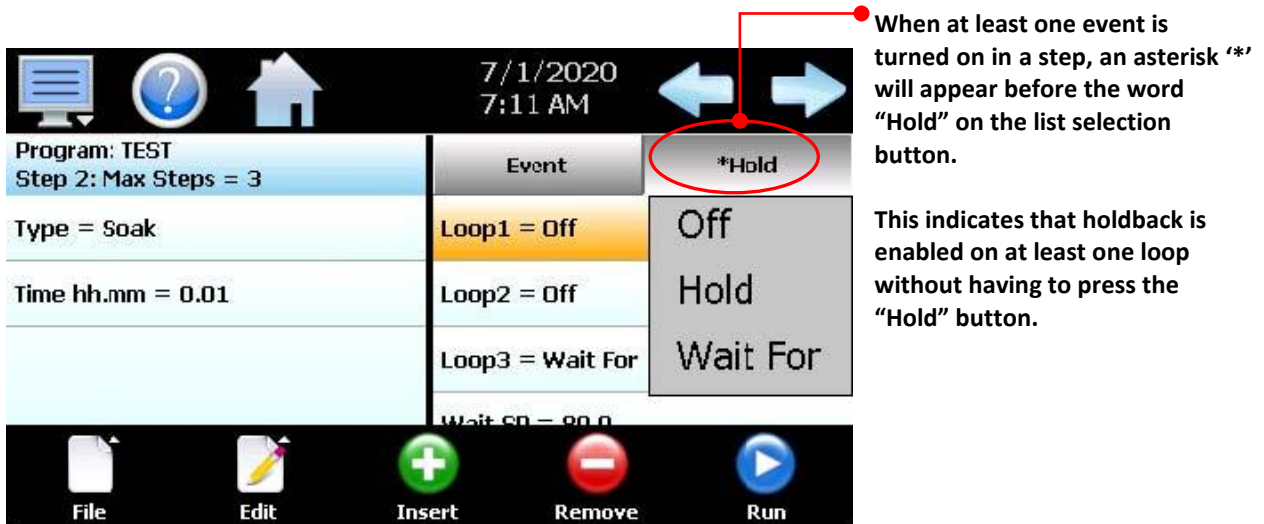 7/1/2020
7:11 AM
Program: TEST
Step 2: Max Steps = 3
Type = Soak
Time hh.mm = 0.01
Event
*Hold
Loop1 = Off
Loop2 = Off
Loop3 = Wait For
Wait SP = 80.0
Off
Hold
Wait For
File
Edit
Insert
Remove
Run
When at least one event is
turned on in a step, an asterisk ‘*’
will appear before the word
“Hold” on the list selection
button.
This indicates that holdback is
enabled on at least one loop
without having to press the
“Hold” button.